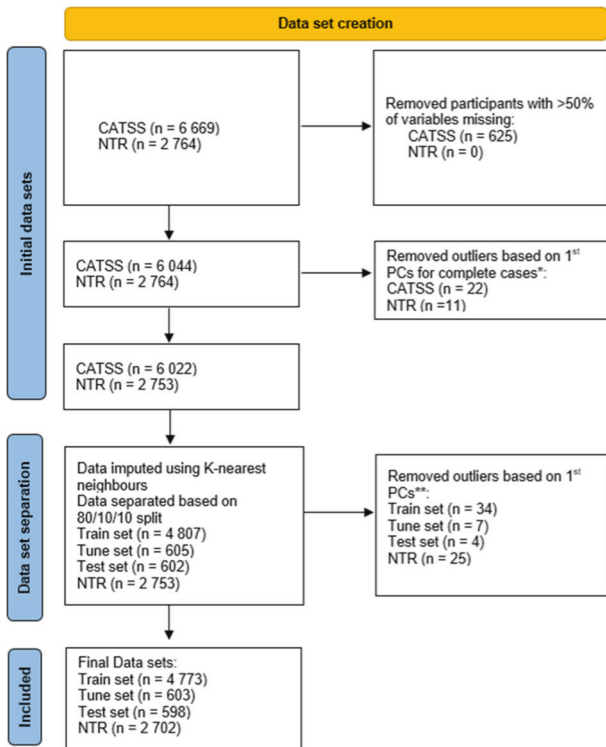 Data set creation
Initial data sets
CATSS (n = 6 669)
NTR (n = 2 764)
Removed participants with >50%
of variables missing:
CATSS (n = 625)
NTR (n = 0)
CATSS (n = 6 044)
NTR (n = 2 764)
Removed outliers based on 1st
PCs for complete cases*:
CATSS (n = 22)
NTR (n =11)
CATSS (n = 6 022)
NTR (n = 2 753)
Data set separation
Data imputed using K-nearest
neighbours
Data separated based on
80/10/10 split
Train set (n = 4 807)
Tune set (n = 605)
Test set (n = 602)
NTR (n = 2 753)
Removed outliers based on 1st
PCs**:
Train set (n = 34)
Tune set (n = 7)
Test set (n = 4)
NTR (n = 25)
Included
Final Data sets:
Train set (n = 4 773)
Tune set (n = 603)
Test set (n = 598)
NTR (n = 2 702)